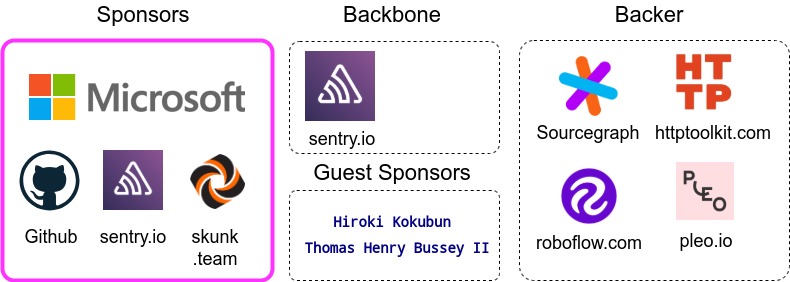 Sponsors
Microsoft
Github
sentry.io
skunk
.team
Backbone
sentry.io
Guest Sponsors
Hiroki Kokubun
Thomas Henry Bussey II
Backer
Sourcegraph
HT
TP
httptoolkit.com
roboflow.com
PLEO
pleo.io